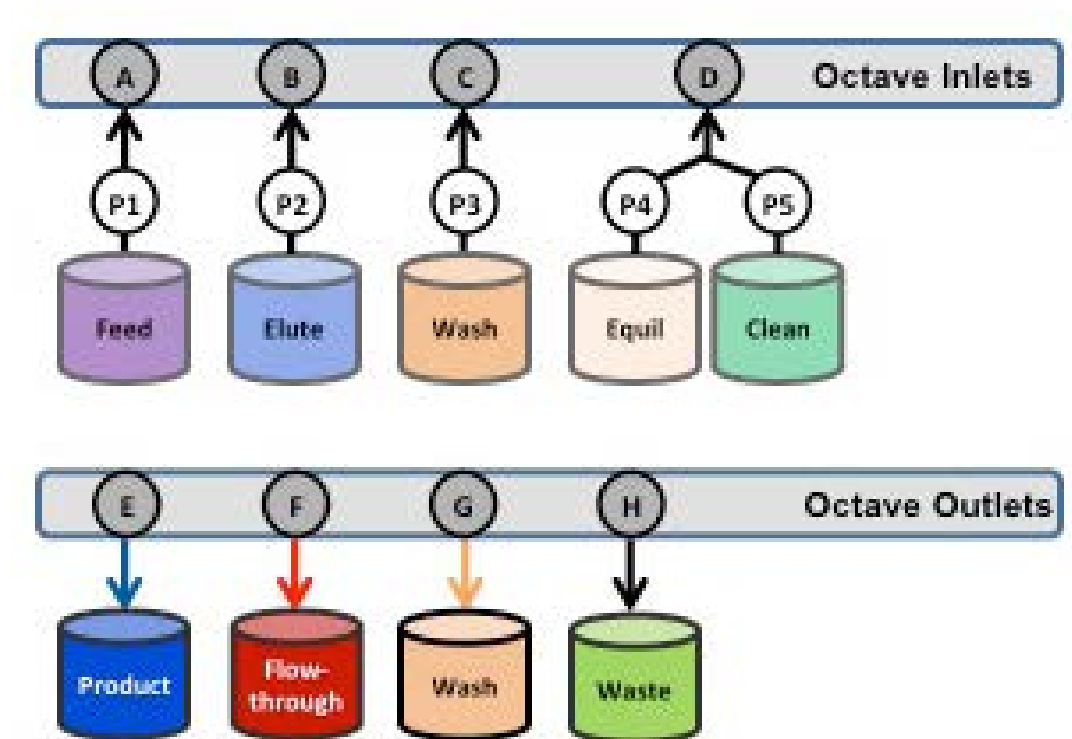 A B C D Octave Inlets
P1 P2 P3 P4 P5
Feed Elute Wash Equil Clean
E F G H Octave Outlets
Product
Flow-
through
Wash
Waste